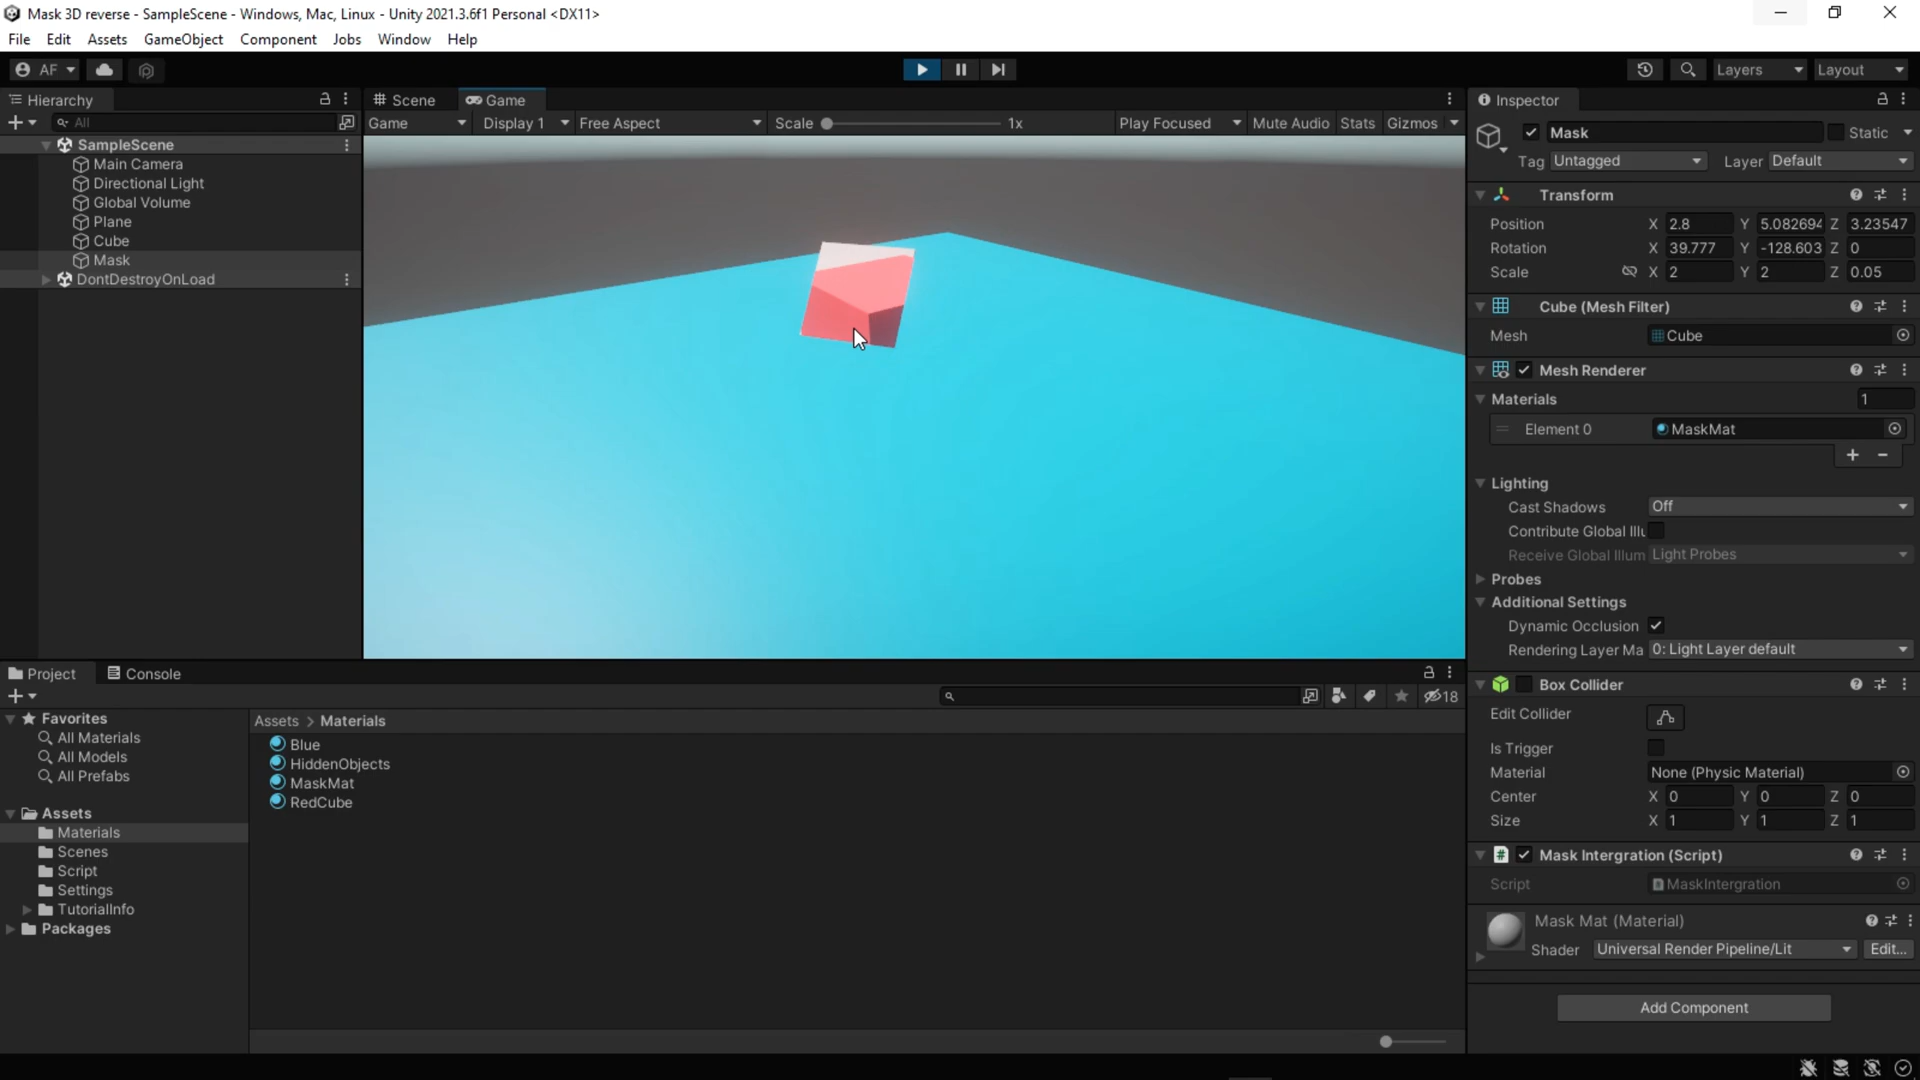 Mask 3D reverse - SampleScene - Windows, Mac, Linux - Unity 2021.3.6f1 Personal <DX11>
File Edit Assets GameObject Component Jobs Window Help
AF
Layers Layout
Hierarchy
All
SampleScene
Main Camera
Directional Light
Global Volume
Plane
Cube
Mask
DontDestroyOnLoad
Scene Game
Game Display 1 Free Aspect Scale 1x Play Focused Mute Audio Stats Gizmos
Inspector
Mask Static
Tag Untagged Layer Default
Transform
Position X 2.8 Y 5.082694 Z 3.23547
Rotation X 39.777 Y -128.603 Z 0
Scale X 2 Y 2 Z 0.05
Cube (Mesh Filter)
Mesh Cube
Mesh Renderer
Materials 1
Element 0 MaskMat
Lighting
Cast Shadows Off
Contribute Global Illu
Receive Global Illum Light Probes
Probes
Additional Settings
Dynamic Occlusion
Rendering Layer Ma 0: Light Layer default
Box Collider
Edit Collider
Is Trigger
Material None (Physic Material)
Center X 0 Y 0 Z 0
Size X 1 Y 1 Z 1
Mask Intergration (Script)
Script MaskIntergration
Mask Mat (Material)
Shader Universal Render Pipeline/Lit Edit...
Add Component
Project Console
18
Favorites
All Materials
All Models
All Prefabs
Assets
Materials
Scenes
Script
Settings
TutorialInfo
Packages
Assets > Materials
Blue
HiddenObjects
MaskMat
RedCube